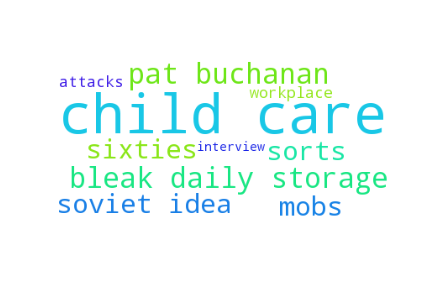 pat buchanan
attacks
workplace
child care
sixties
interview
sorts
bleak daily storage
soviet idea
mobs